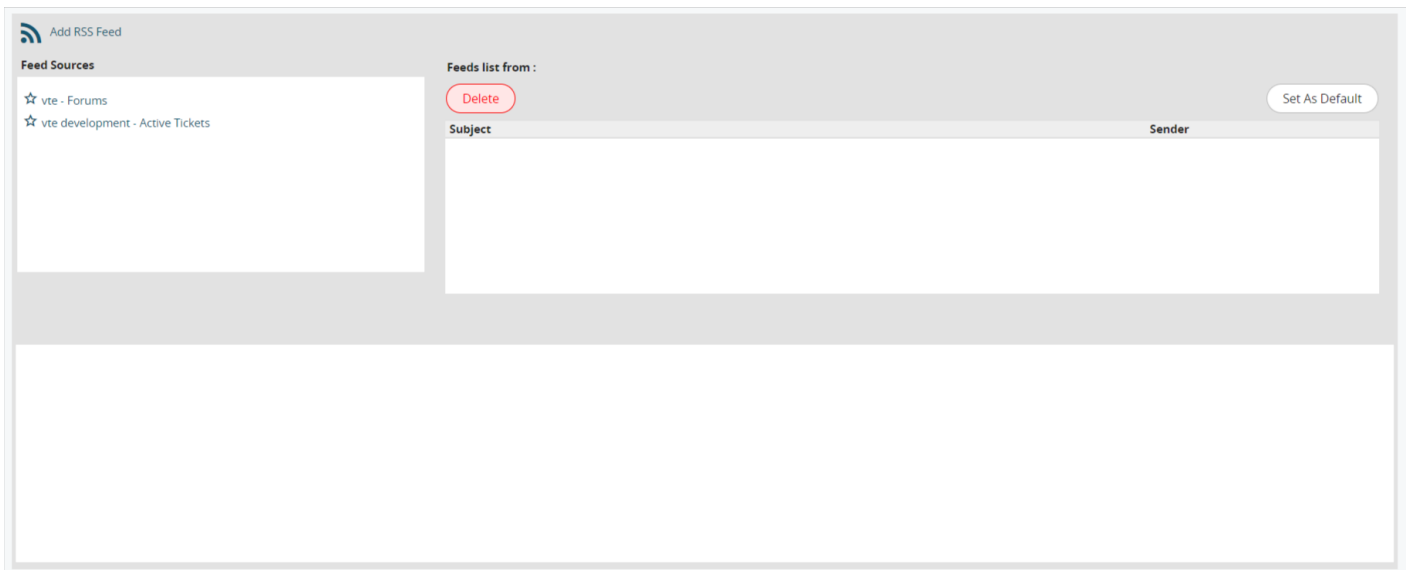 Add RSS Feed
Feed Sources
vte - Forums
vte development - Active Tickets
Feeds list from :
Delete
Set As Default
Subject
Sender